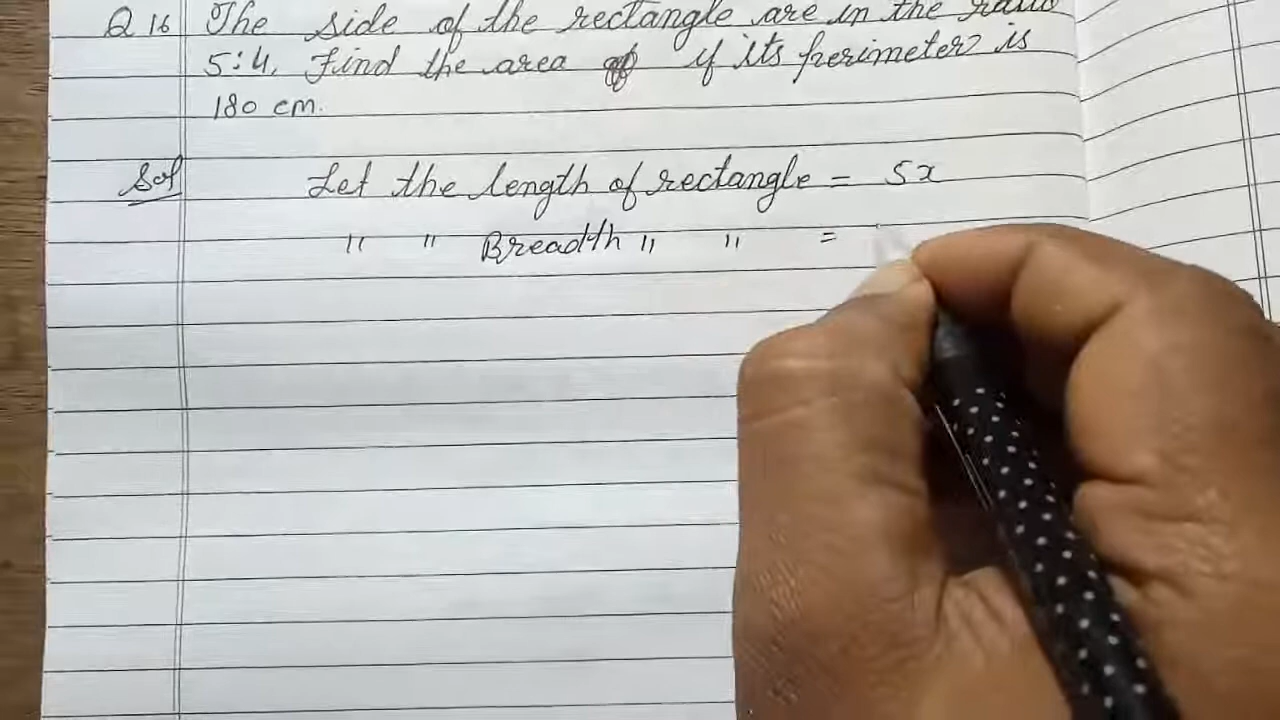 Q 16 The side of the rectangle are in the ratio
5:4. Find the area if its perimeter is
180 cm.
Sol Let the length of rectangle = 5x
" " Breadth " " =